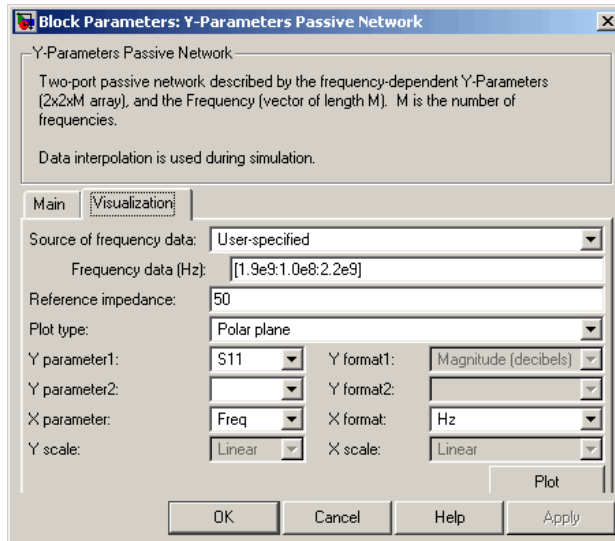 Block Parameters: Y-Parameters Passive Network
Y-Parameters Passive Network
Two-port passive network described by the frequency-dependent Y-Parameters
(2x2xM array), and the Frequency (vector of length M). M is the number of
frequencies.
Data interpolation is used during simulation.
Main Visualization
Source of frequency data: User-specified
Frequency data (Hz): [1.9e9:1.0e8:2.2e9]
Reference impedance: 50
Plot type: Polar plane
Y parameter1: S11 Y format1: Magnitude (decibels)
Y parameter2: Y format2:
X parameter: Freq X format: Hz
Y scale: Linear X scale: Linear
Plot
OK Cancel Help Apply